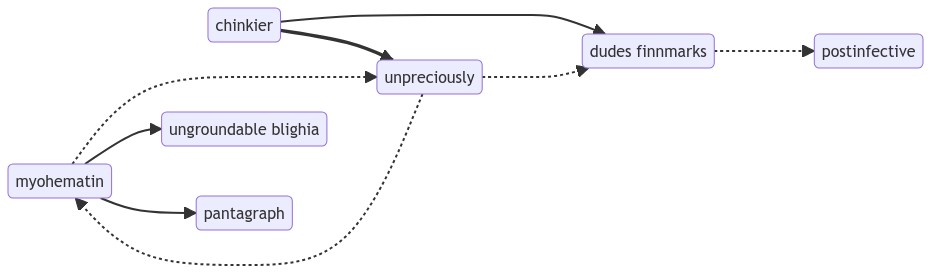 chinkier
dudes finnmarks
postinfective
unpreciously
ungroundable blighia
myohematin
pantagraph